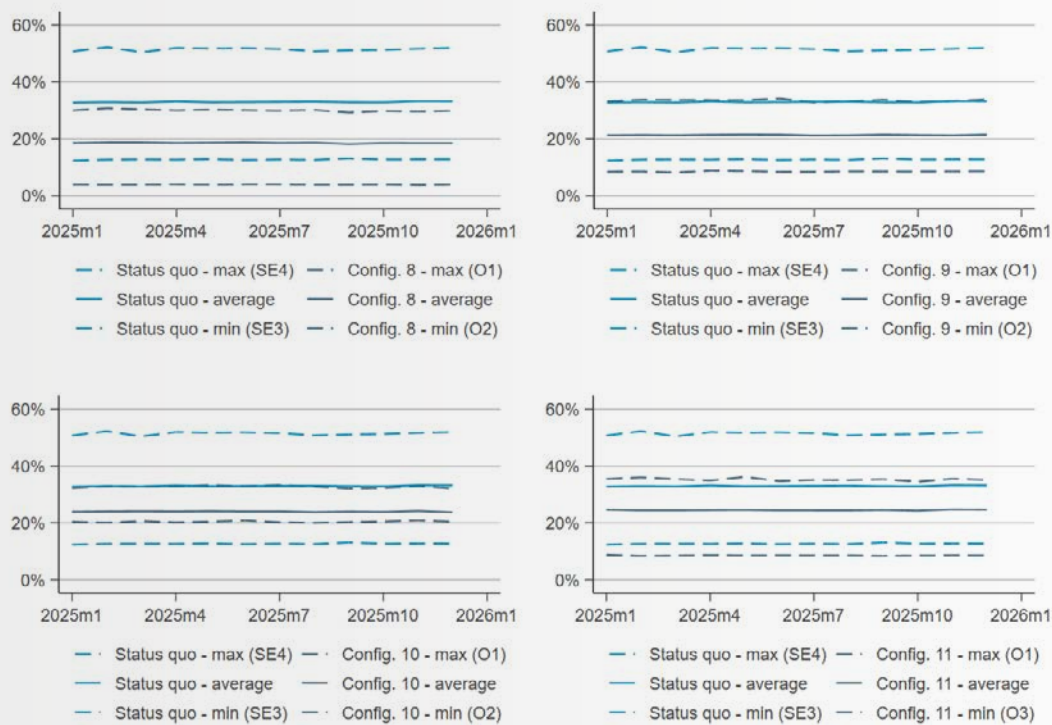 60%
40%
20%
0%
2025m1 2025m4 2025m7 2025m10 2026m1
Status quo - max (SE4) Config. 8 - max (O1)
Status quo - average Config. 8 - average
Status quo - min (SE3) Config. 8 - min (O2)
60%
40%
20%
0%
2025m1 2025m4 2025m7 2025m10 2026m1
Status quo - max (SE4) Config. 9 - max (O1)
Status quo - average Config. 9 - average
Status quo - min (SE3) Config. 9 - min (O2)
60%
40%
20%
0%
2025m1 2025m4 2025m7 2025m10 2026m1
Status quo - max (SE4) Config. 10 - max (O1)
Status quo - average Config. 10 - average
Status quo - min (SE3) Config. 10 - min (O2)
60%
40%
20%
0%
2025m1 2025m4 2025m7 2025m10 2026m1
Status quo - max (SE4) Config. 11 - max (O1)
Status quo - average Config. 11 - average
Status quo - min (SE3) Config. 11 - min (O3)